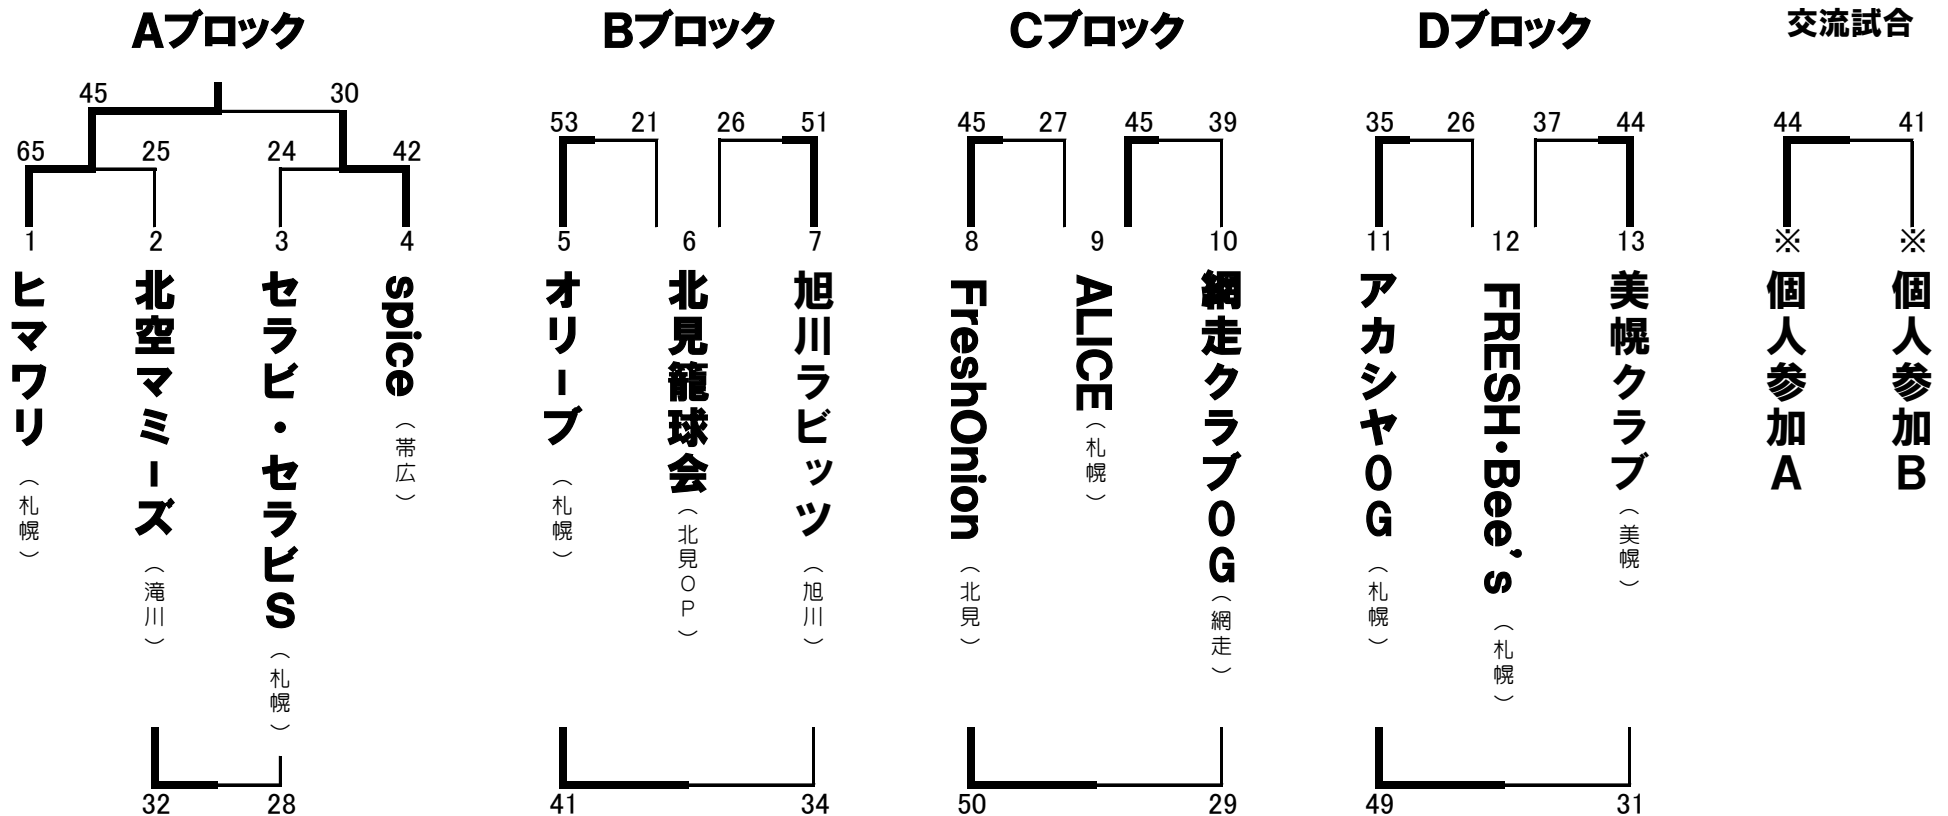 Aブロック
Bブロック
Cブロック
Dブロック
交流試合
45 30
65 25 24 42
53 21 26 51
45 27 45 39
35 26 37 44
44 41
1 2 3 4
5 6 7
8 9 10
11 12 13
※ ※
ヒマワリ（札幌）
北空マミーズ（滝川）
セラビ・セラビS（札幌）
spice（帯広）
オリーブ（札幌）
北見籠球会（北見OP）
旭川ラビッツ（旭川）
FreshOnion（北見）
ALICE（札幌）
網走クラブOG（網走）
アカシヤOG（札幌）
FRESH・Bee's（札幌）
美幌クラブ（美幌）
個人参加A
個人参加B
32 28
41 34
50 29
49 31